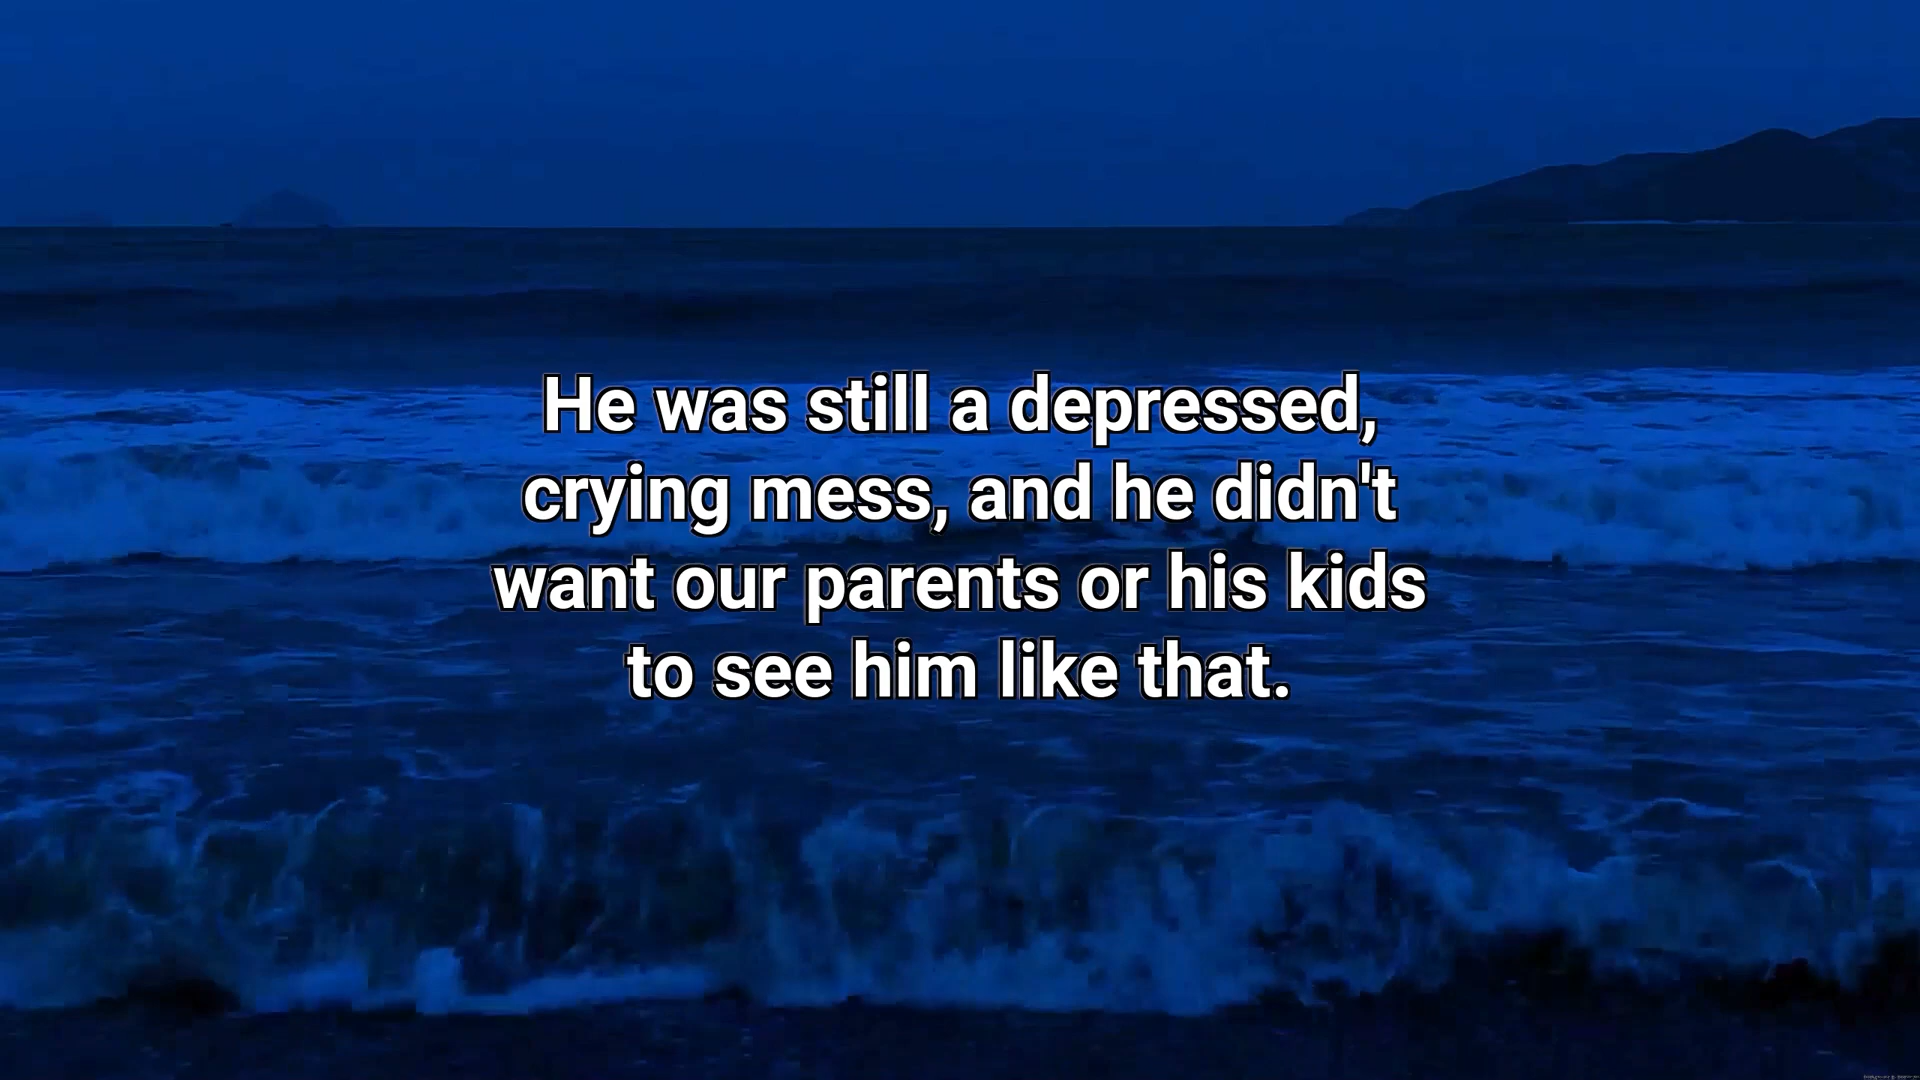 He was still a depressed,
crying mess, and he didn't
want our parents or his kids
to see him like that.